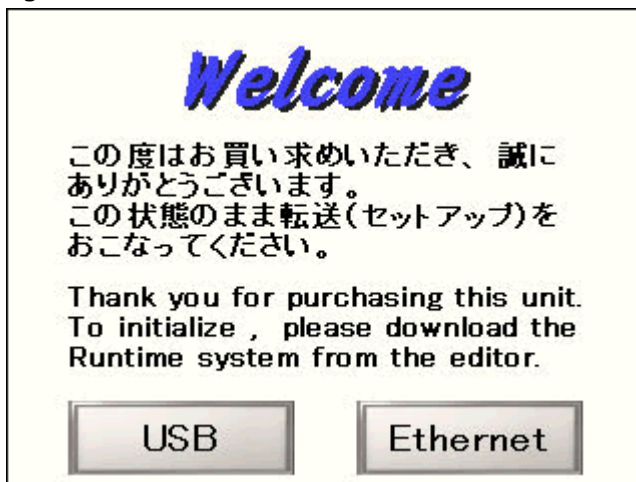 Welcome
この度はお買い求めいただき、誠に
ありがとうございます。
この状態のまま転送(セットアップ)を
おこなってください。
Thank you for purchasing this unit.
To initialize , please download the
Runtime system from the editor.
USB
Ethernet